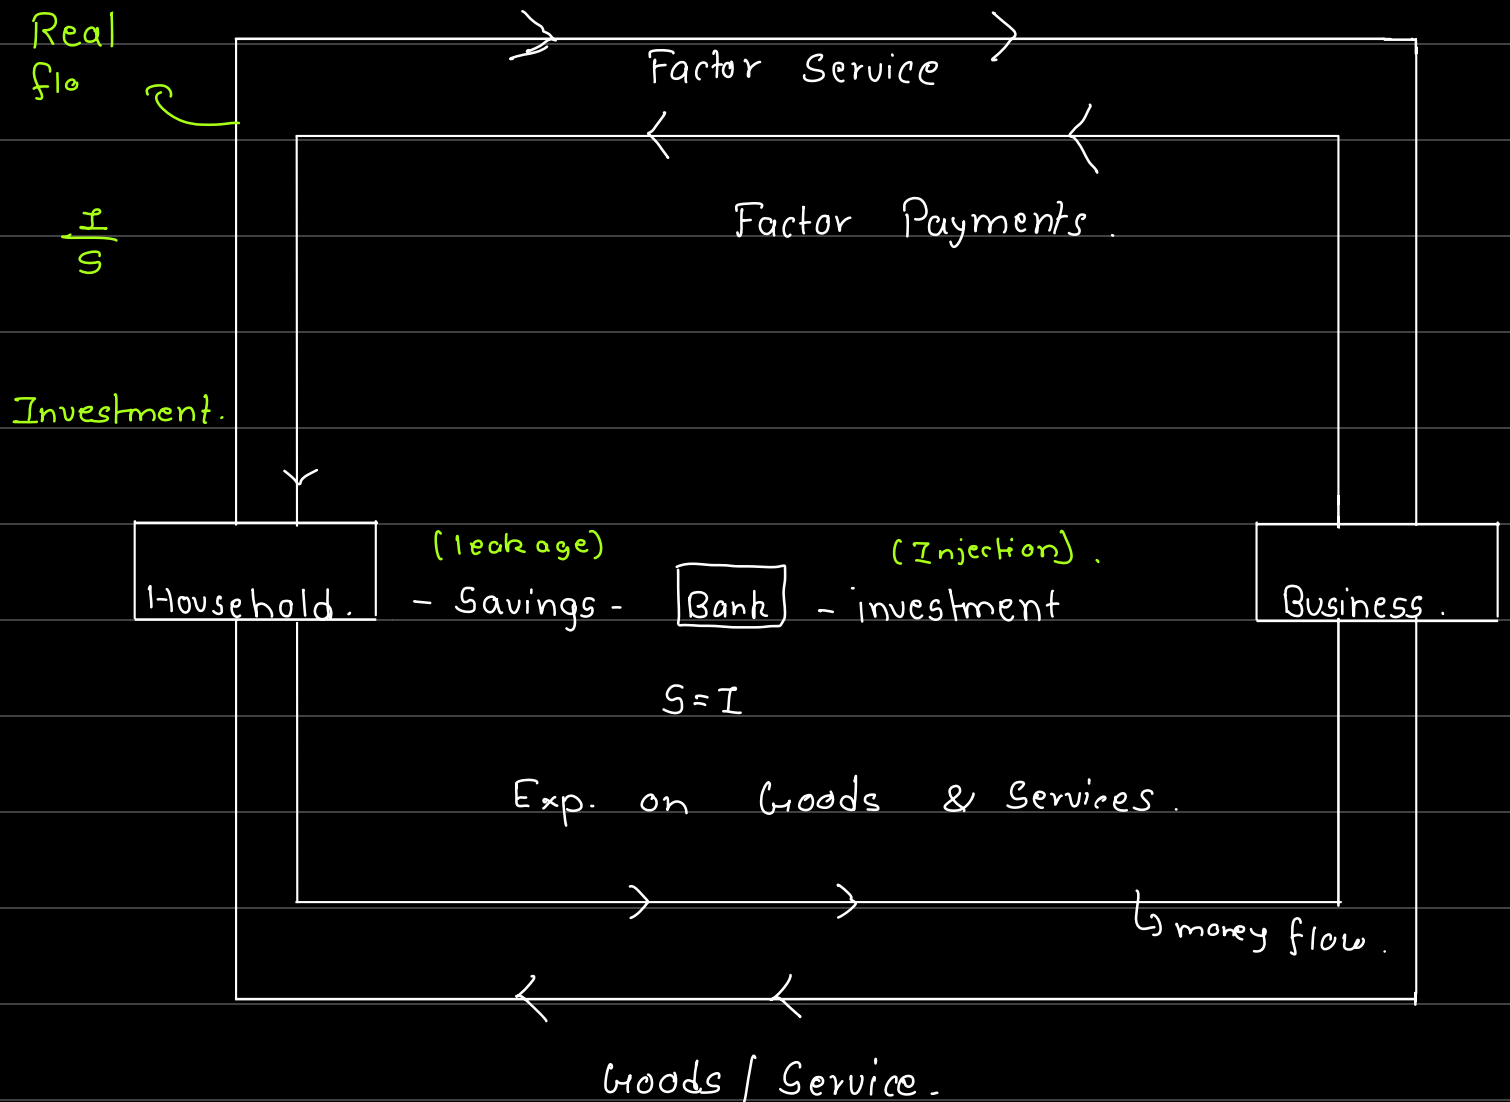 Real
flo
Factor Service
Factor Payments.
I
S
Investment.
(leakage)
(Injection).
Household. - Savings - Bank - investment
Business.
S=I
Exp. on Goods & Services.
money flow.
Goods / Service.